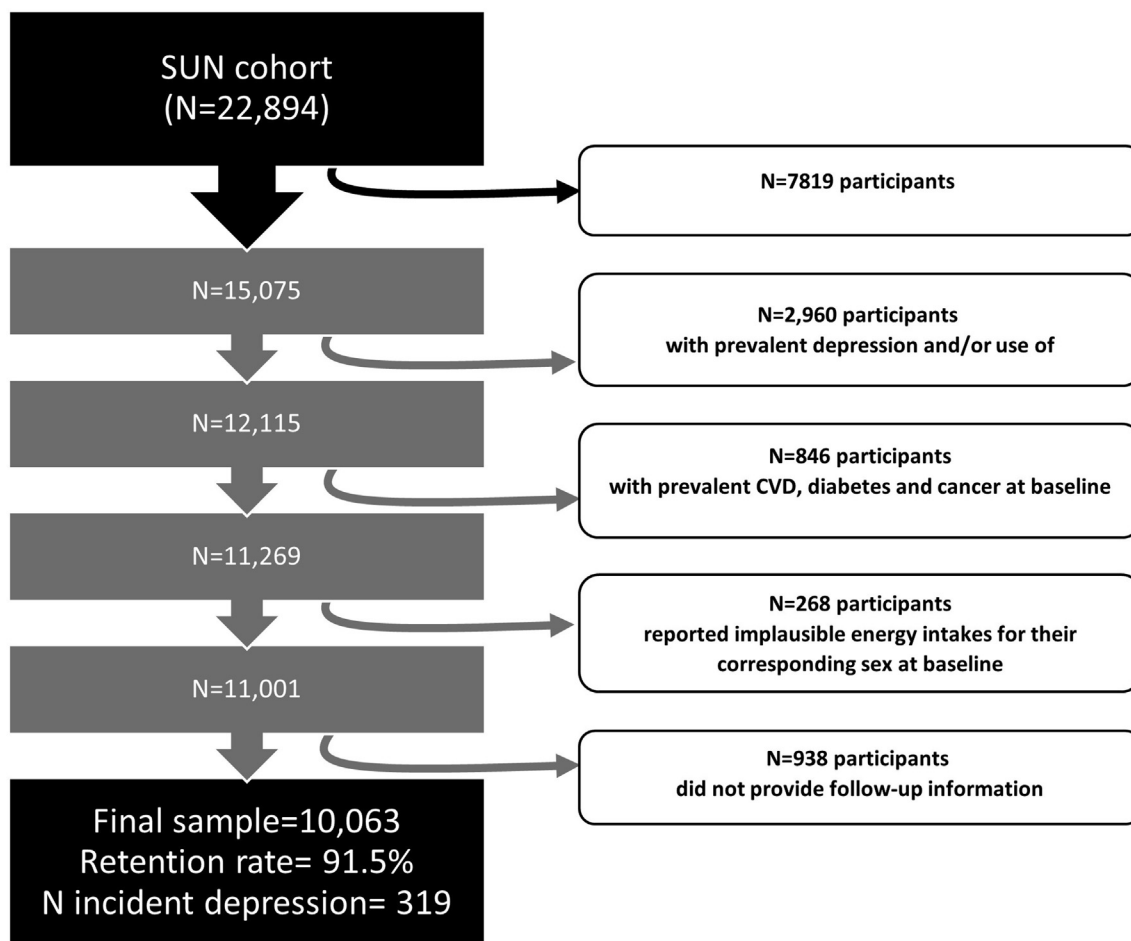 SUN cohort
(N=22,894)
N=7819 participants
N=15,075
N=2,960 participants
with prevalent depression and/or use of
N=12,115
N=846 participants
with prevalent CVD, diabetes and cancer at baseline
N=11,269
N=268 participants
reported implausible energy intakes for their
corresponding sex at baseline
N=11,001
N=938 participants
did not provide follow-up information
Final sample=10,063
Retention rate= 91.5%
N incident depression= 319